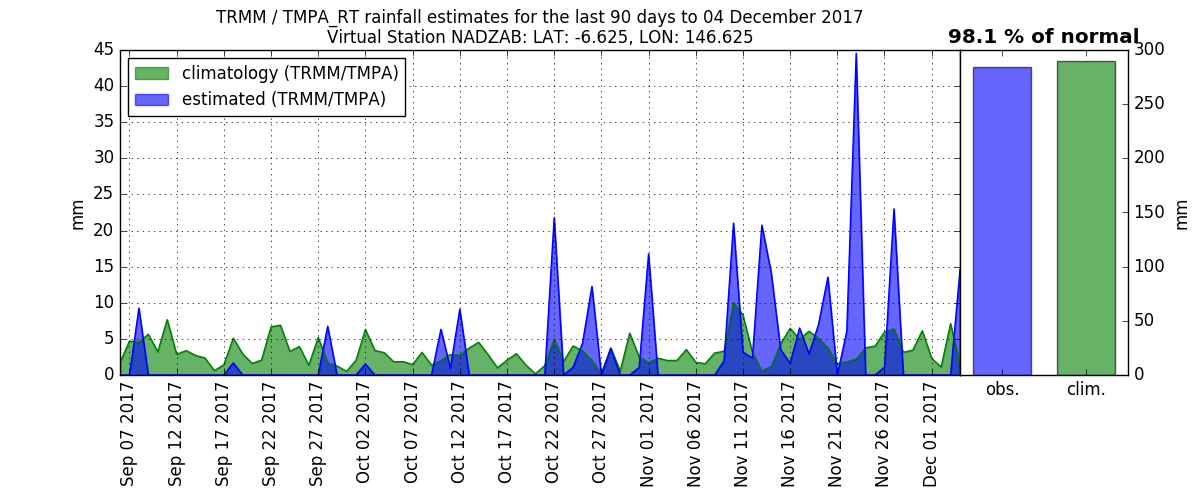 TRMM / TMPA_RT rainfall estimates for the last 90 days to 04 December 2017
Virtual Station NADZAB: LAT: -6.625, LON: 146.625
98.1 % of normal
climatology (TRMM/TMPA)
estimated (TRMM/TMPA)
45
40
35
30
25
20
15
10
5
0
mm
300
250
200
150
100
50
0
mm
obs.
clim.
Sep 07 2017
Sep 12 2017
Sep 17 2017
Sep 22 2017
Sep 27 2017
Oct 02 2017
Oct 07 2017
Oct 12 2017
Oct 17 2017
Oct 22 2017
Oct 27 2017
Nov 01 2017
Nov 06 2017
Nov 11 2017
Nov 16 2017
Nov 21 2017
Nov 26 2017
Dec 01 2017